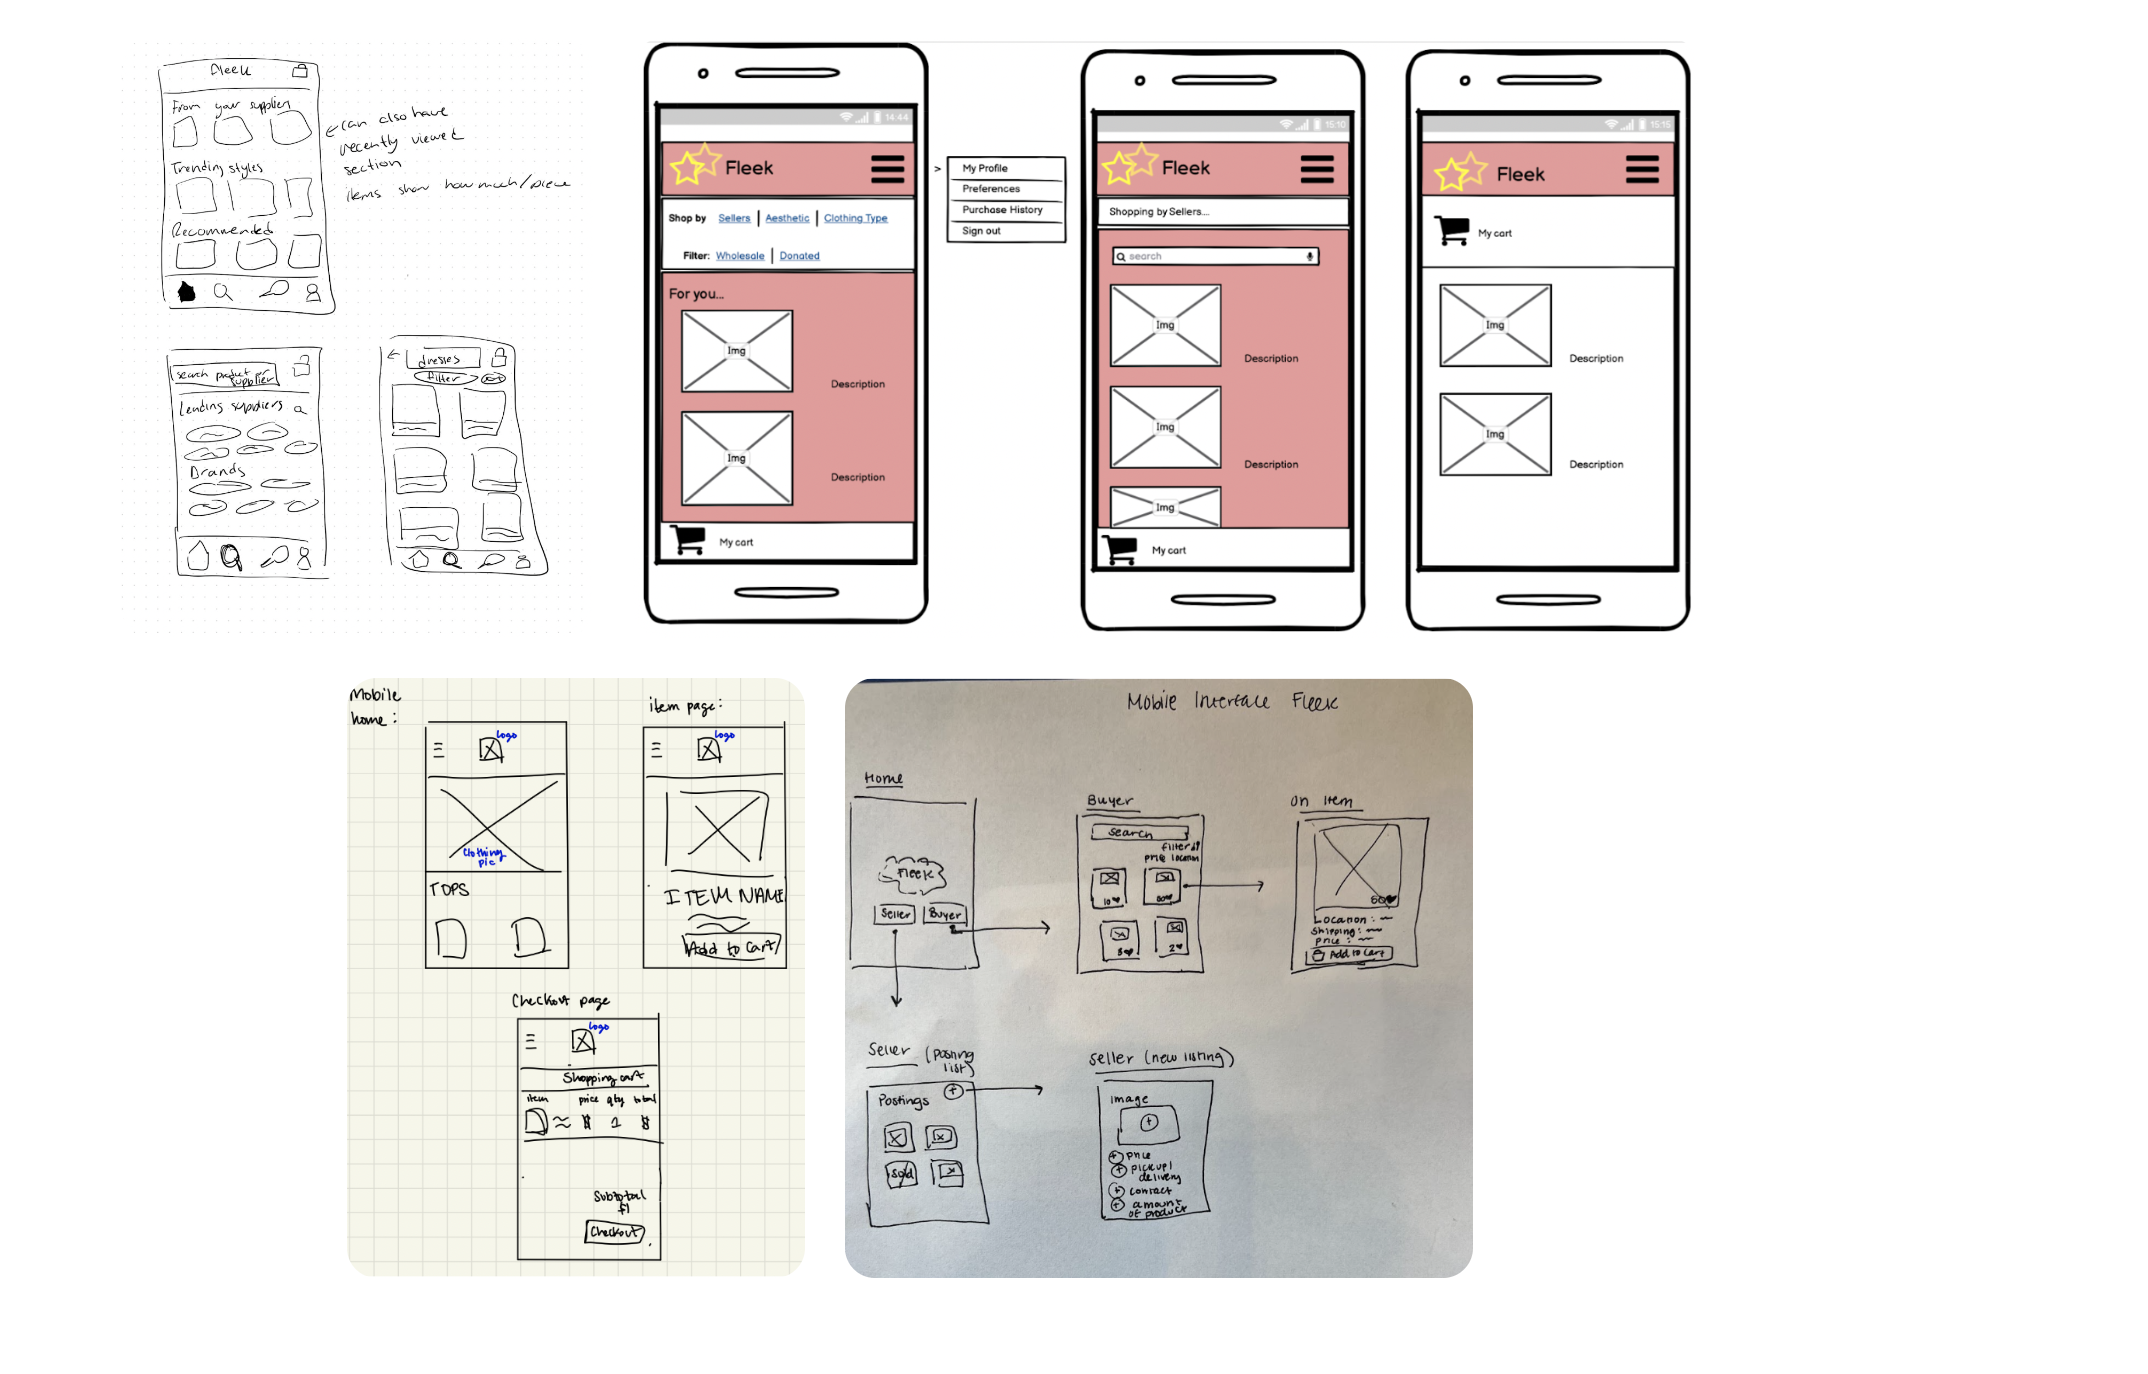 fleek
From your suppliers
Trending styles
Recommended
← can also have
recently viewed
section
items show how much/piece
search product or
supplier
Leading suppliers
Brands
dresses
filter
14:44
Fleek
Shop by Sellers | Aesthetic | Clothing Type
Filter: Wholesale | Donated
For you...
Img
Description
Img
Description
My cart
>
My Profile
Preferences
Purchase History
Sign out
15:10
Fleek
Shopping by Sellers...
search
Img
Description
Img
Description
Img
My cart
15:15
Fleek
My cart
Img
Description
Img
Description
Mobile
home:
logo
clothing
pic
TOPS
item page:
logo
ITEM NAME
Add to Cart
Checkout page
logo
Shopping cart
item price qty total
$ 1 $
Subtotal
Checkout
Mobile Interface Fleek
Home
Fleek
Seller Buyer
Buyer
search
filter
price location
10♥
3♥
2♥
On Item
50♥
Location:
Shipping:
Price:
Add to Cart
Seller (Posting
list)
Postings +
sold
Seller (new listing)
Image
+
+ price
+ pickup/
delivery
+ contact
+ amount
of product